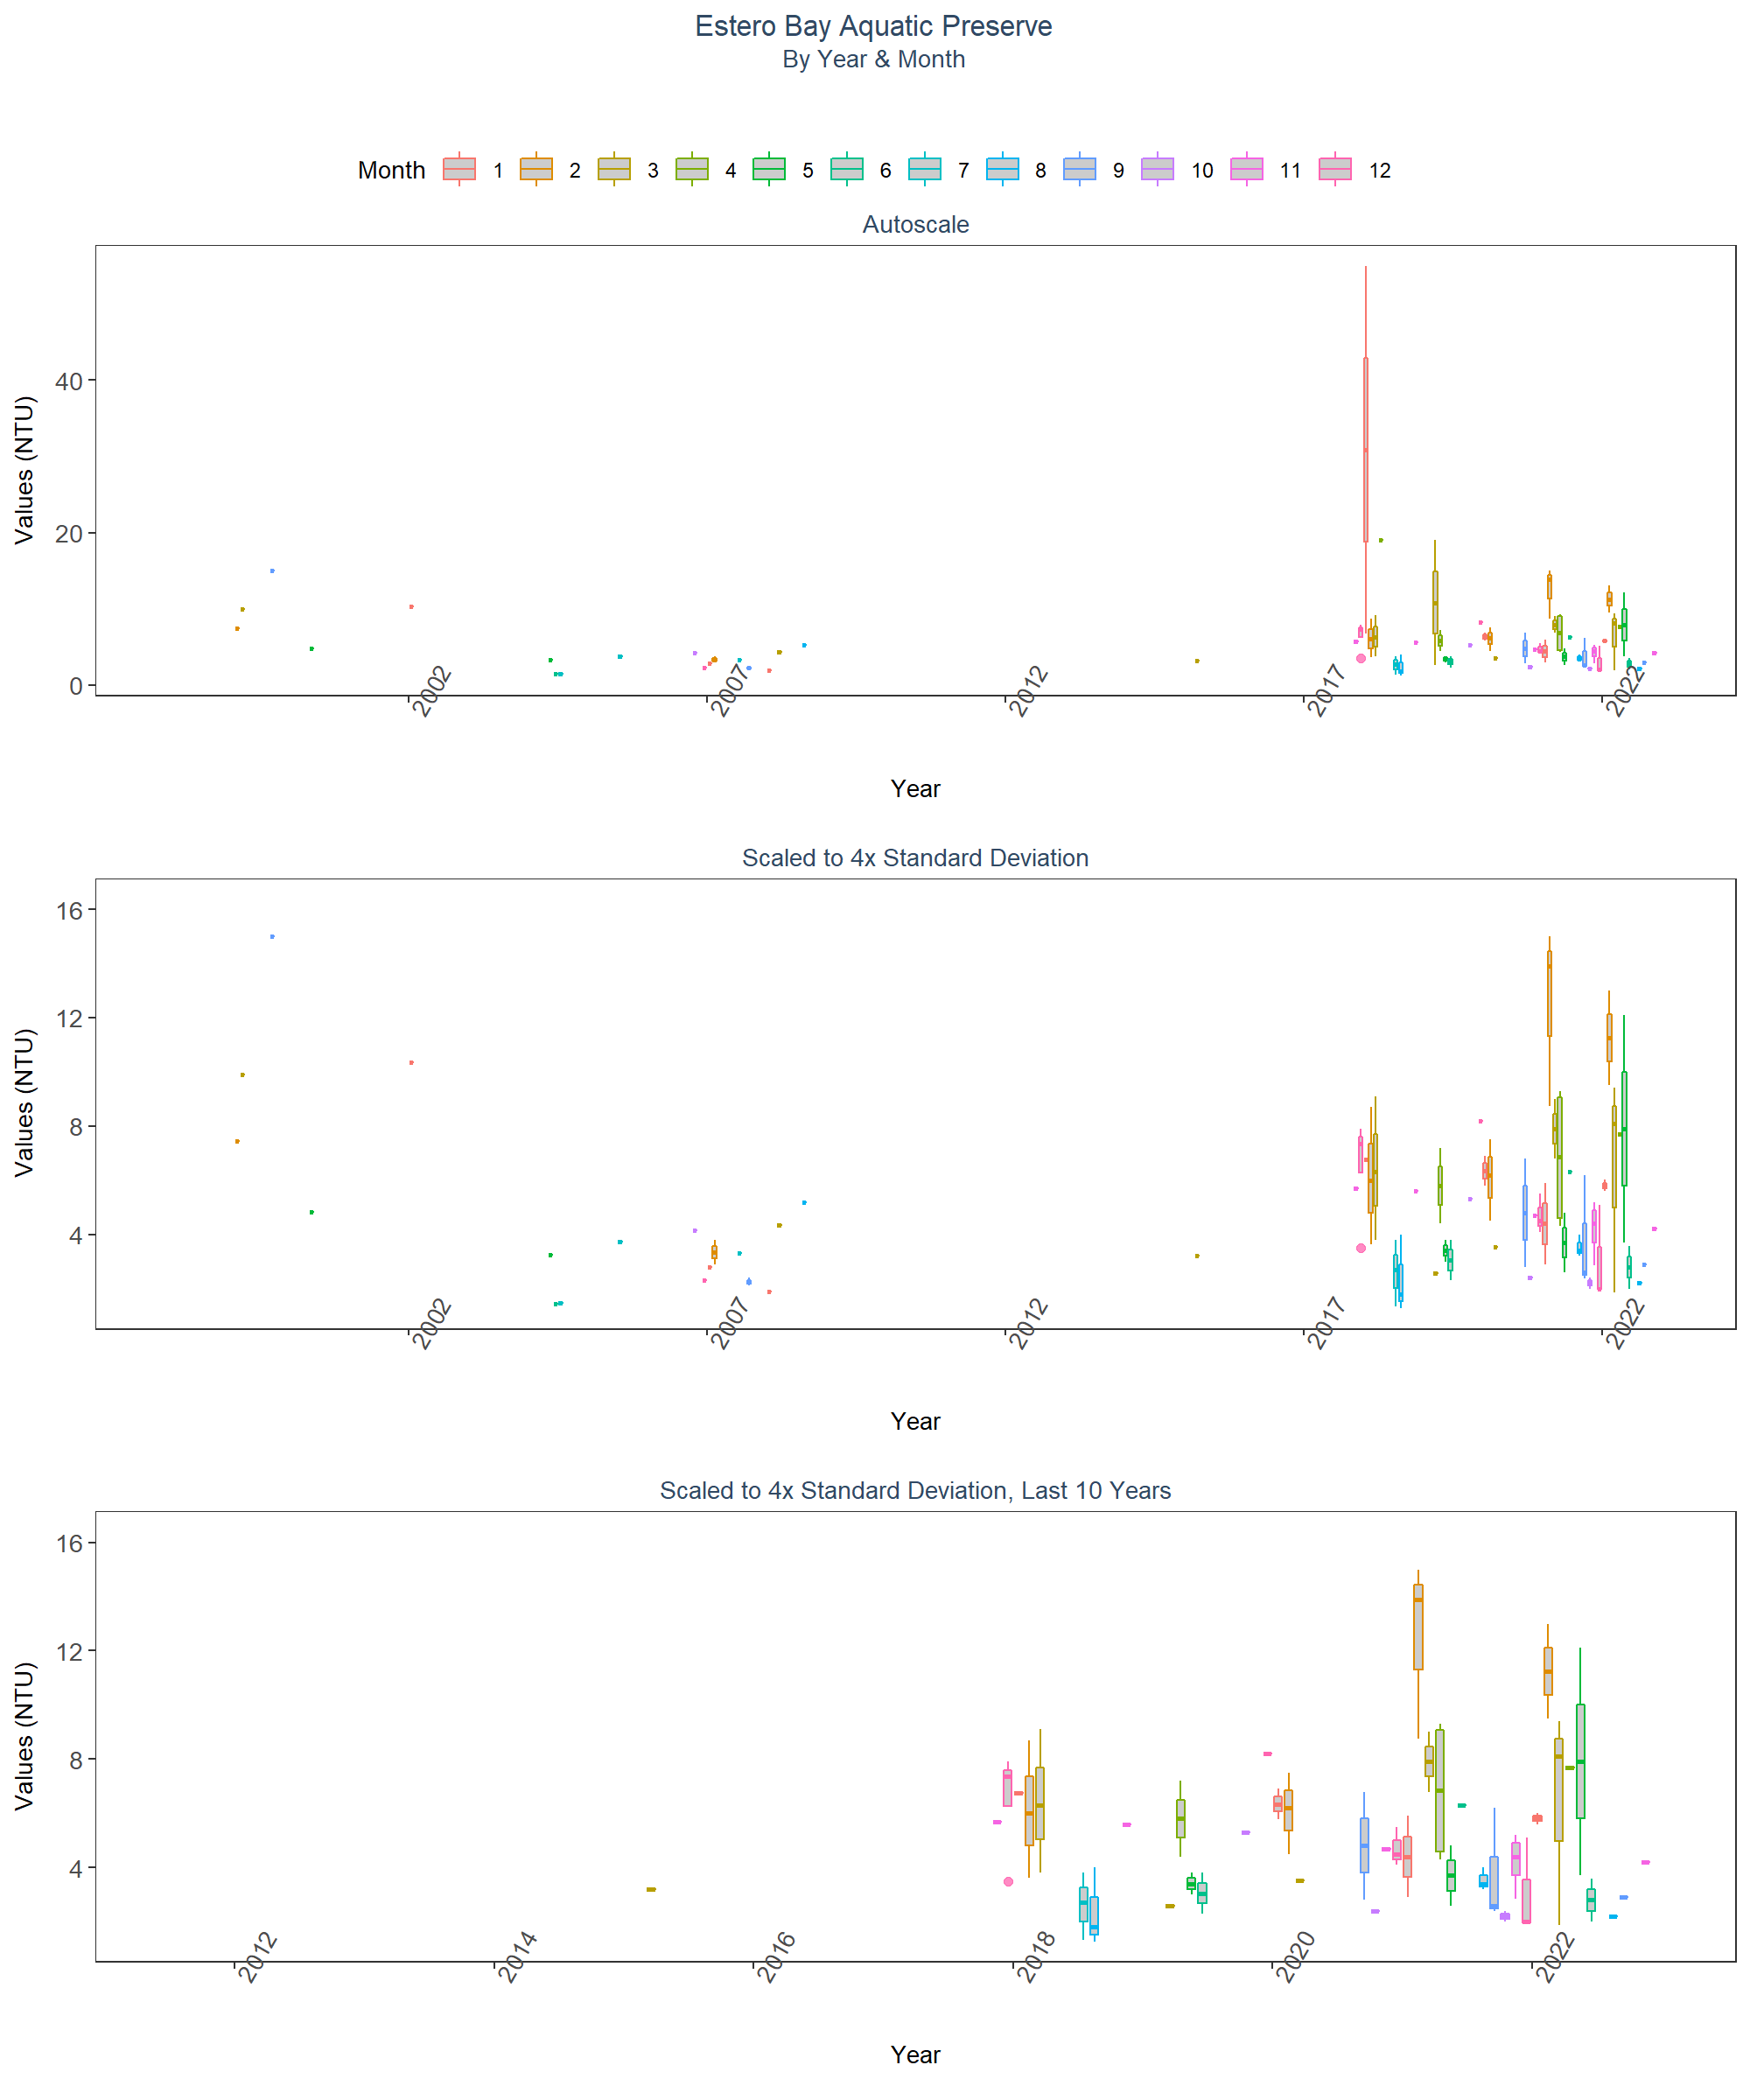 Estero Bay Aquatic Preserve
By Year & Month
Month 1 2 3 4 5 6 7 8 9 10 11 12
Autoscale
Values (NTU)
40
20
0
2002 2007 2012 2017 2022
Year
Scaled to 4x Standard Deviation
Values (NTU)
16
12
8
4
2002 2007 2012 2017 2022
Year
Scaled to 4x Standard Deviation, Last 10 Years
Values (NTU)
16
12
8
4
2012 2014 2016 2018 2020 2022
Year